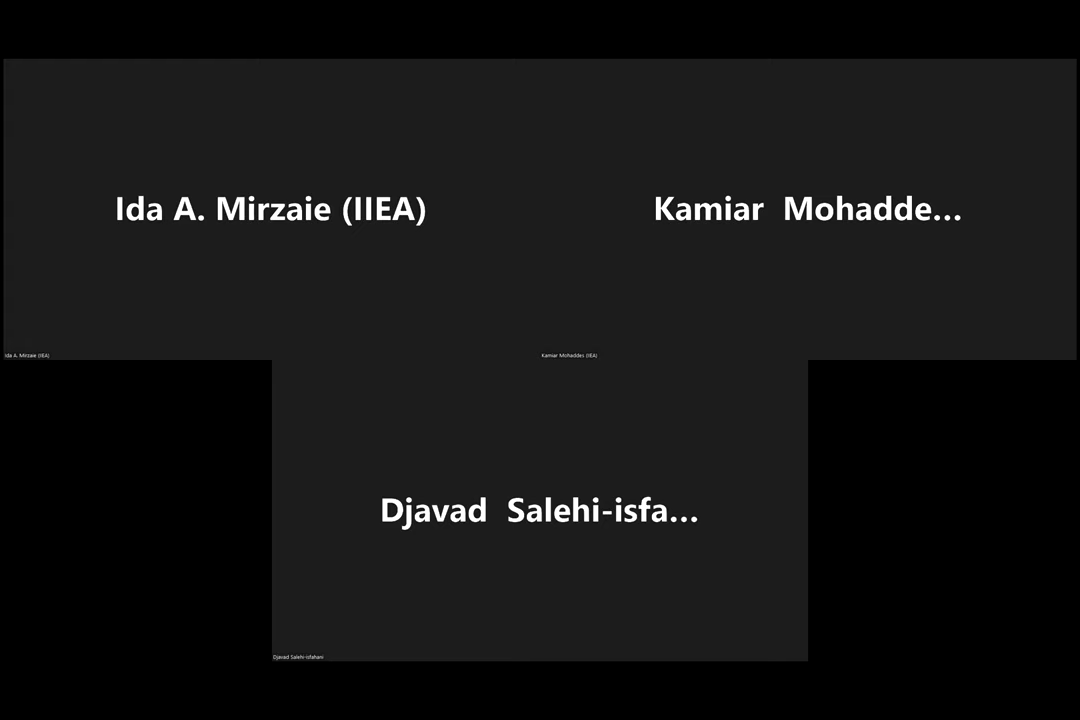 Ida A. Mirzaie (IIEA)
Kamiar Mohadde...
Ida A. Mirzaie (IIEA)
Kamiar Mohaddes (IIEA)
Djavad Salehi-isfa...
Djavad Salehi-isfahani